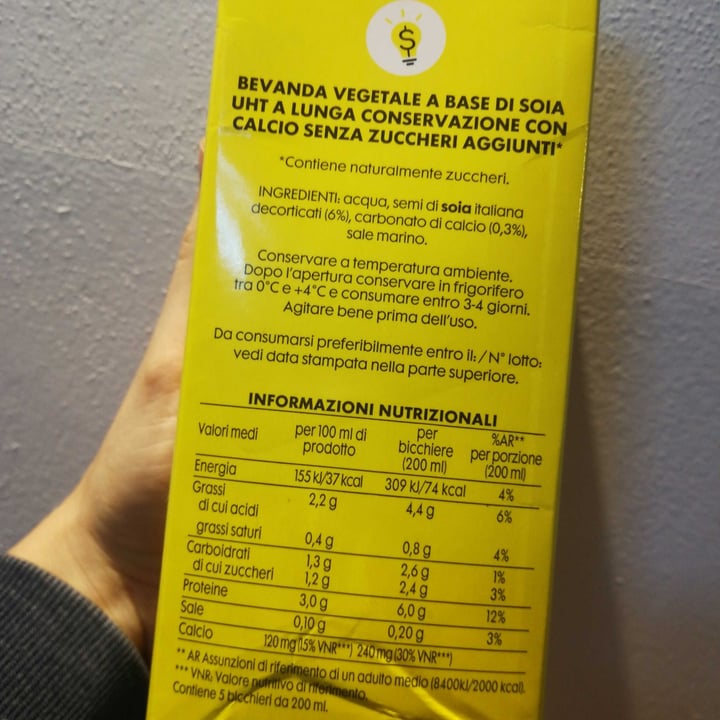 $
BEVANDA VEGETALE A BASE DI SOIA
UHT A LUNGA CONSERVAZIONE CON
CALCIO SENZA ZUCCHERI AGGIUNTI*
*Contiene naturalmente zuccheri.
INGREDIENTI: acqua, semi di soia italiana
decorticati (6%), carbonato di calcio (0,3%),
sale marino.
Conservare a temperatura ambiente.
Dopo l'apertura conservare in frigorifero
tra 0°C e +4°C e consumare entro 3-4 giorni.
Agitare bene prima dell'uso.
Da consumarsi preferibilmente entro il: / N° lotto:
vedi data stampata nella parte superiore.
INFORMAZIONI NUTRIZIONALI
Valori medi per 100 ml di prodotto per bicchiere (200 ml) %AR** per porzione (200 ml)
Energia 155 kJ/37 kcal 309 kJ/74 kcal 4%
Grassi 2,2 g 4,4 g 6%
di cui acidi
grassi saturi 0,4 g 0,8 g 4%
Carboidrati 1,3 g 2,6 g 1%
di cui zuccheri 1,2 g 2,4 g 3%
Proteine 3,0 g 6,0 g 12%
Sale 0,10 g 0,20 g 3%
Calcio 120 mg (15% VNR***) 240 mg (30% VNR***)
** AR Assunzioni di riferimento di un adulto medio (8400kJ/2000 kcal).
*** VNR: Valore nutritivo di riferimento.
Contiene 5 bicchieri da 200 ml.